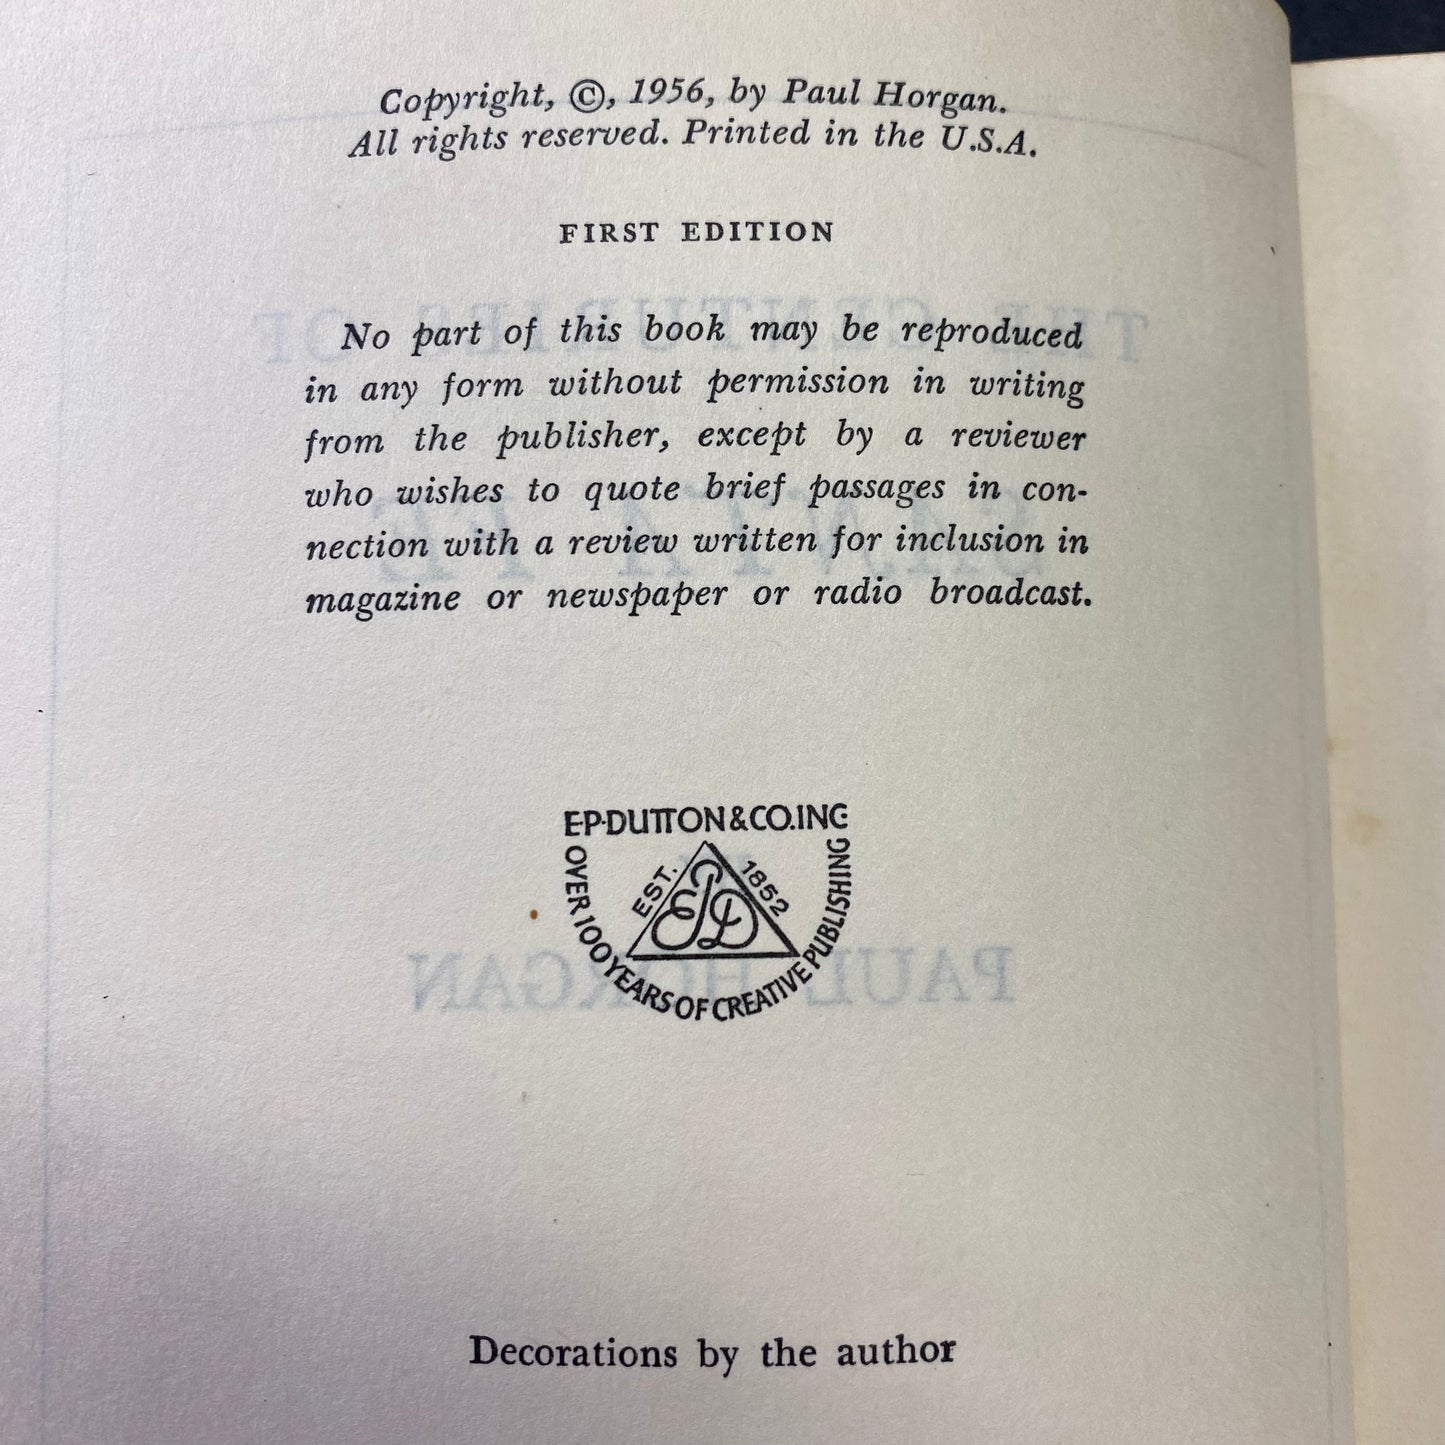 Copyright, ©, 1956, by Paul Horgan.
All rights reserved. Printed in the U.S.A.
FIRST EDITION
No part of this book may be reproduced
in any form without permission in writing
from the publisher, except by a reviewer
who wishes to quote brief passages in con-
nection with a review written for inclusion in
magazine or newspaper or radio broadcast.
E·P·DUTTON & CO. INC·
EST. 1852
EPD
OVER 100 YEARS OF CREATIVE PUBLISHING
Decorations by the author